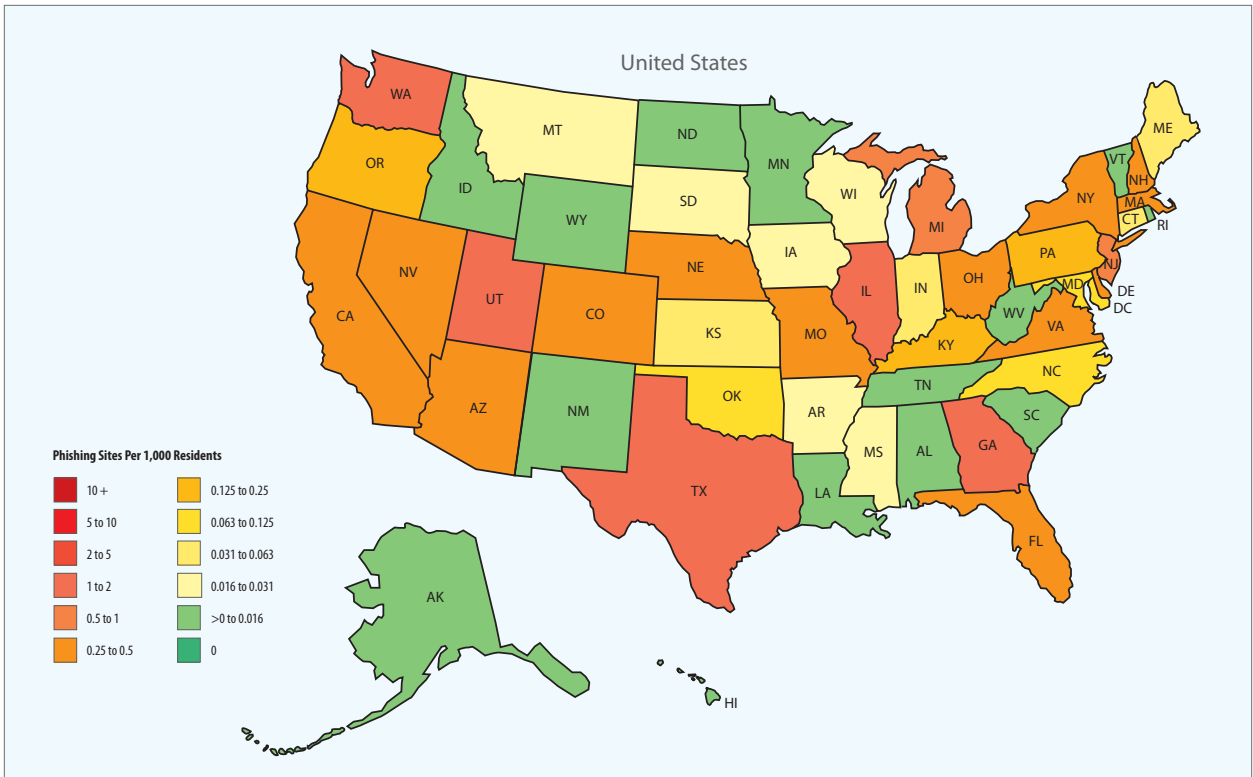 United States
WA
MT
ND
MN
ME
OR
ID
VT
NH
WY
SD
WI
MI
NY
MA
CT
RI
NV
UT
NE
IA
PA
NJ
CA
CO
IL
IN
OH
MD
DE
DC
WV
VA
KS
MO
KY
AZ
NM
OK
AR
TN
NC
SC
MS
AL
GA
TX
LA
FL
AK
HI
Phishing Sites Per 1,000 Residents
10 +
5 to 10
2 to 5
1 to 2
0.5 to 1
0.25 to 0.5
0.125 to 0.25
0.063 to 0.125
0.031 to 0.063
0.016 to 0.031
>0 to 0.016
0